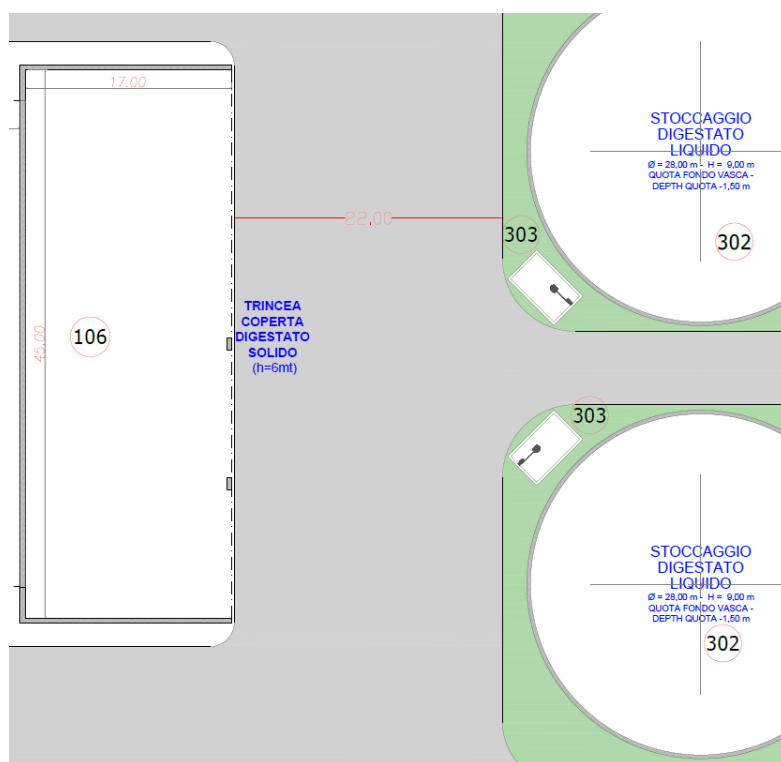 17.00
STOCCAGGIO
DIGESTATO
LIQUIDO
Ø = 28,00 m - H = 9,00 m
QUOTA FONDO VASCA -
DEPTH QUOTA -1,50 m
22,00
303
302
TRINCEA
COPERTA
DIGESTATO
SOLIDO
(h=6mt)
106
45.00
303
STOCCAGGIO
DIGESTATO
LIQUIDO
Ø = 28,00 m - H = 9,00 m
QUOTA FONDO VASCA -
DEPTH QUOTA -1,50 m
302